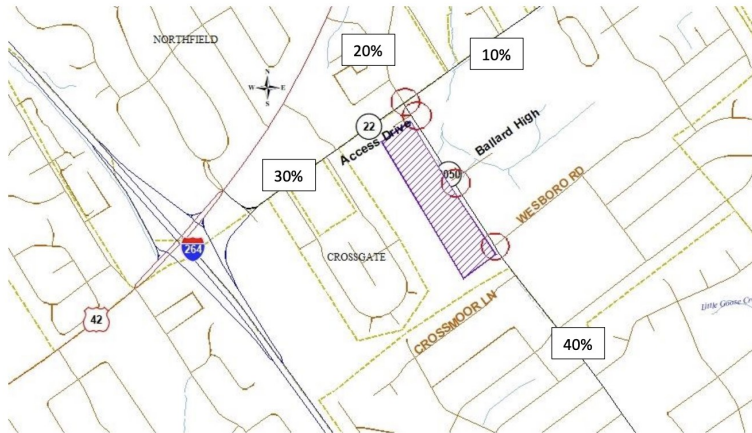 NORTHFIELD
20%
10%
N
W E
S
22
Access Drive
Ballard High
30%
050
WESBORO RD
264
CROSSGATE
42
CROSSMOOR LN
Little Goose Cr
40%